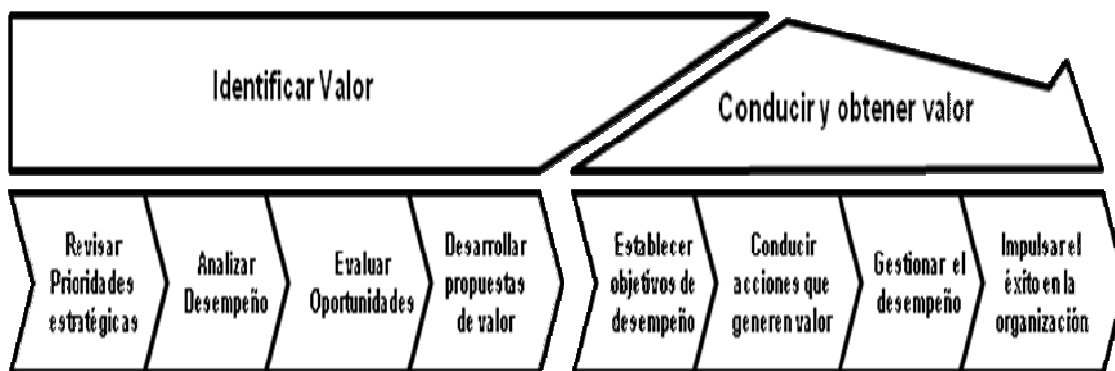 Identificar Valor
Conducir y obtener valor
Revisar
Prioridades
estratégicas
Analizar
Desempeño
Evaluar
Oportunidades
Desarrollar
propuestas
de valor
Establecer
objetivos de
desempeño
Conducir
acciones que
generen valor
Gestionar el
desempeño
Impulsar el
éxito en la
organización